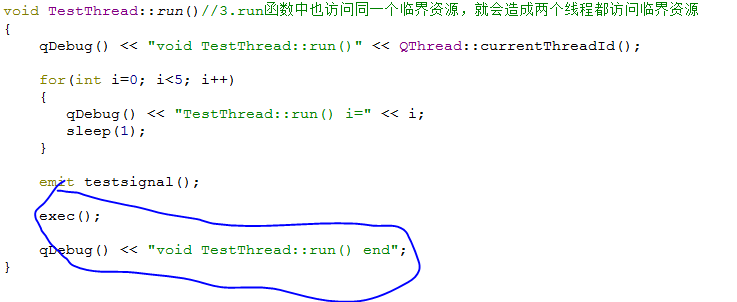 void TestThread::run()//3.run函数中也访问同一个临界资源，就会造成两个线程都访问临界资源
{
qDebug() << "void TestThread::run()" << QThread::currentThreadId();
for(int i=0; i<5; i++)
{
qDebug() << "TestThread::run() i=" << i;
sleep(1);
}
emit testsignal();
exec();
qDebug() << "void TestThread::run() end";
}